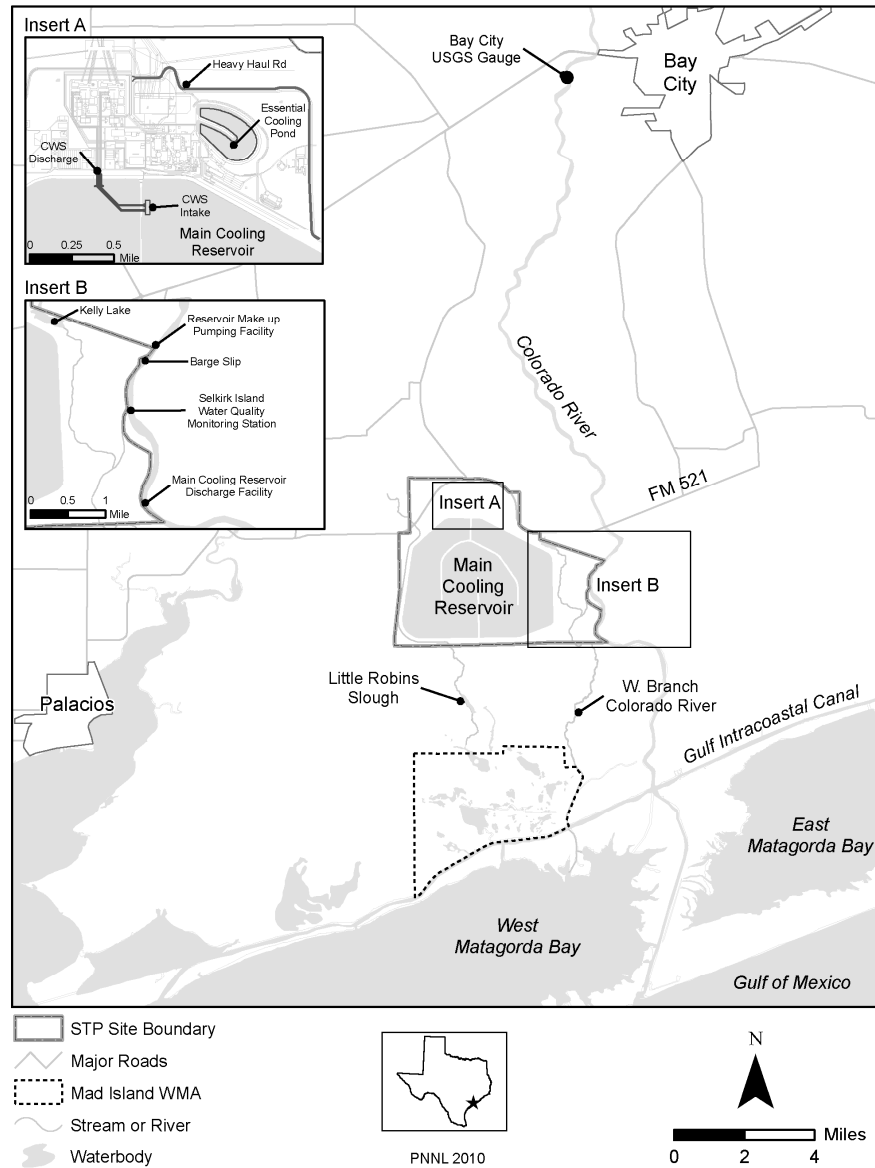 Insert A
Heavy Haul Rd
Essential
Cooling
Pond
CWS
Discharge
CWS
Intake
Main Cooling
Reservoir
0 0.25 0.5
Mile
Insert B
Kelly Lake
Reservoir Make up
Pumping Facility
Barge Slip
Selkirk Island
Water Quality
Monitoring Station
Main Cooling Reservoir
Discharge Facility
0 0.5 1
Mile
Bay City
USGS Gauge
Bay
City
Colorado River
FM 521
Insert A
Main
Cooling
Reservoir
Insert B
Palacios
Little Robins
Slough
W. Branch
Colorado River
Gulf Intracoastal Canal
East
Matagorda Bay
West
Matagorda Bay
Gulf of Mexico
STP Site Boundary
Major Roads
Mad Island WMA
Stream or River
Waterbody
PNNL 2010
N
Miles
0 2 4